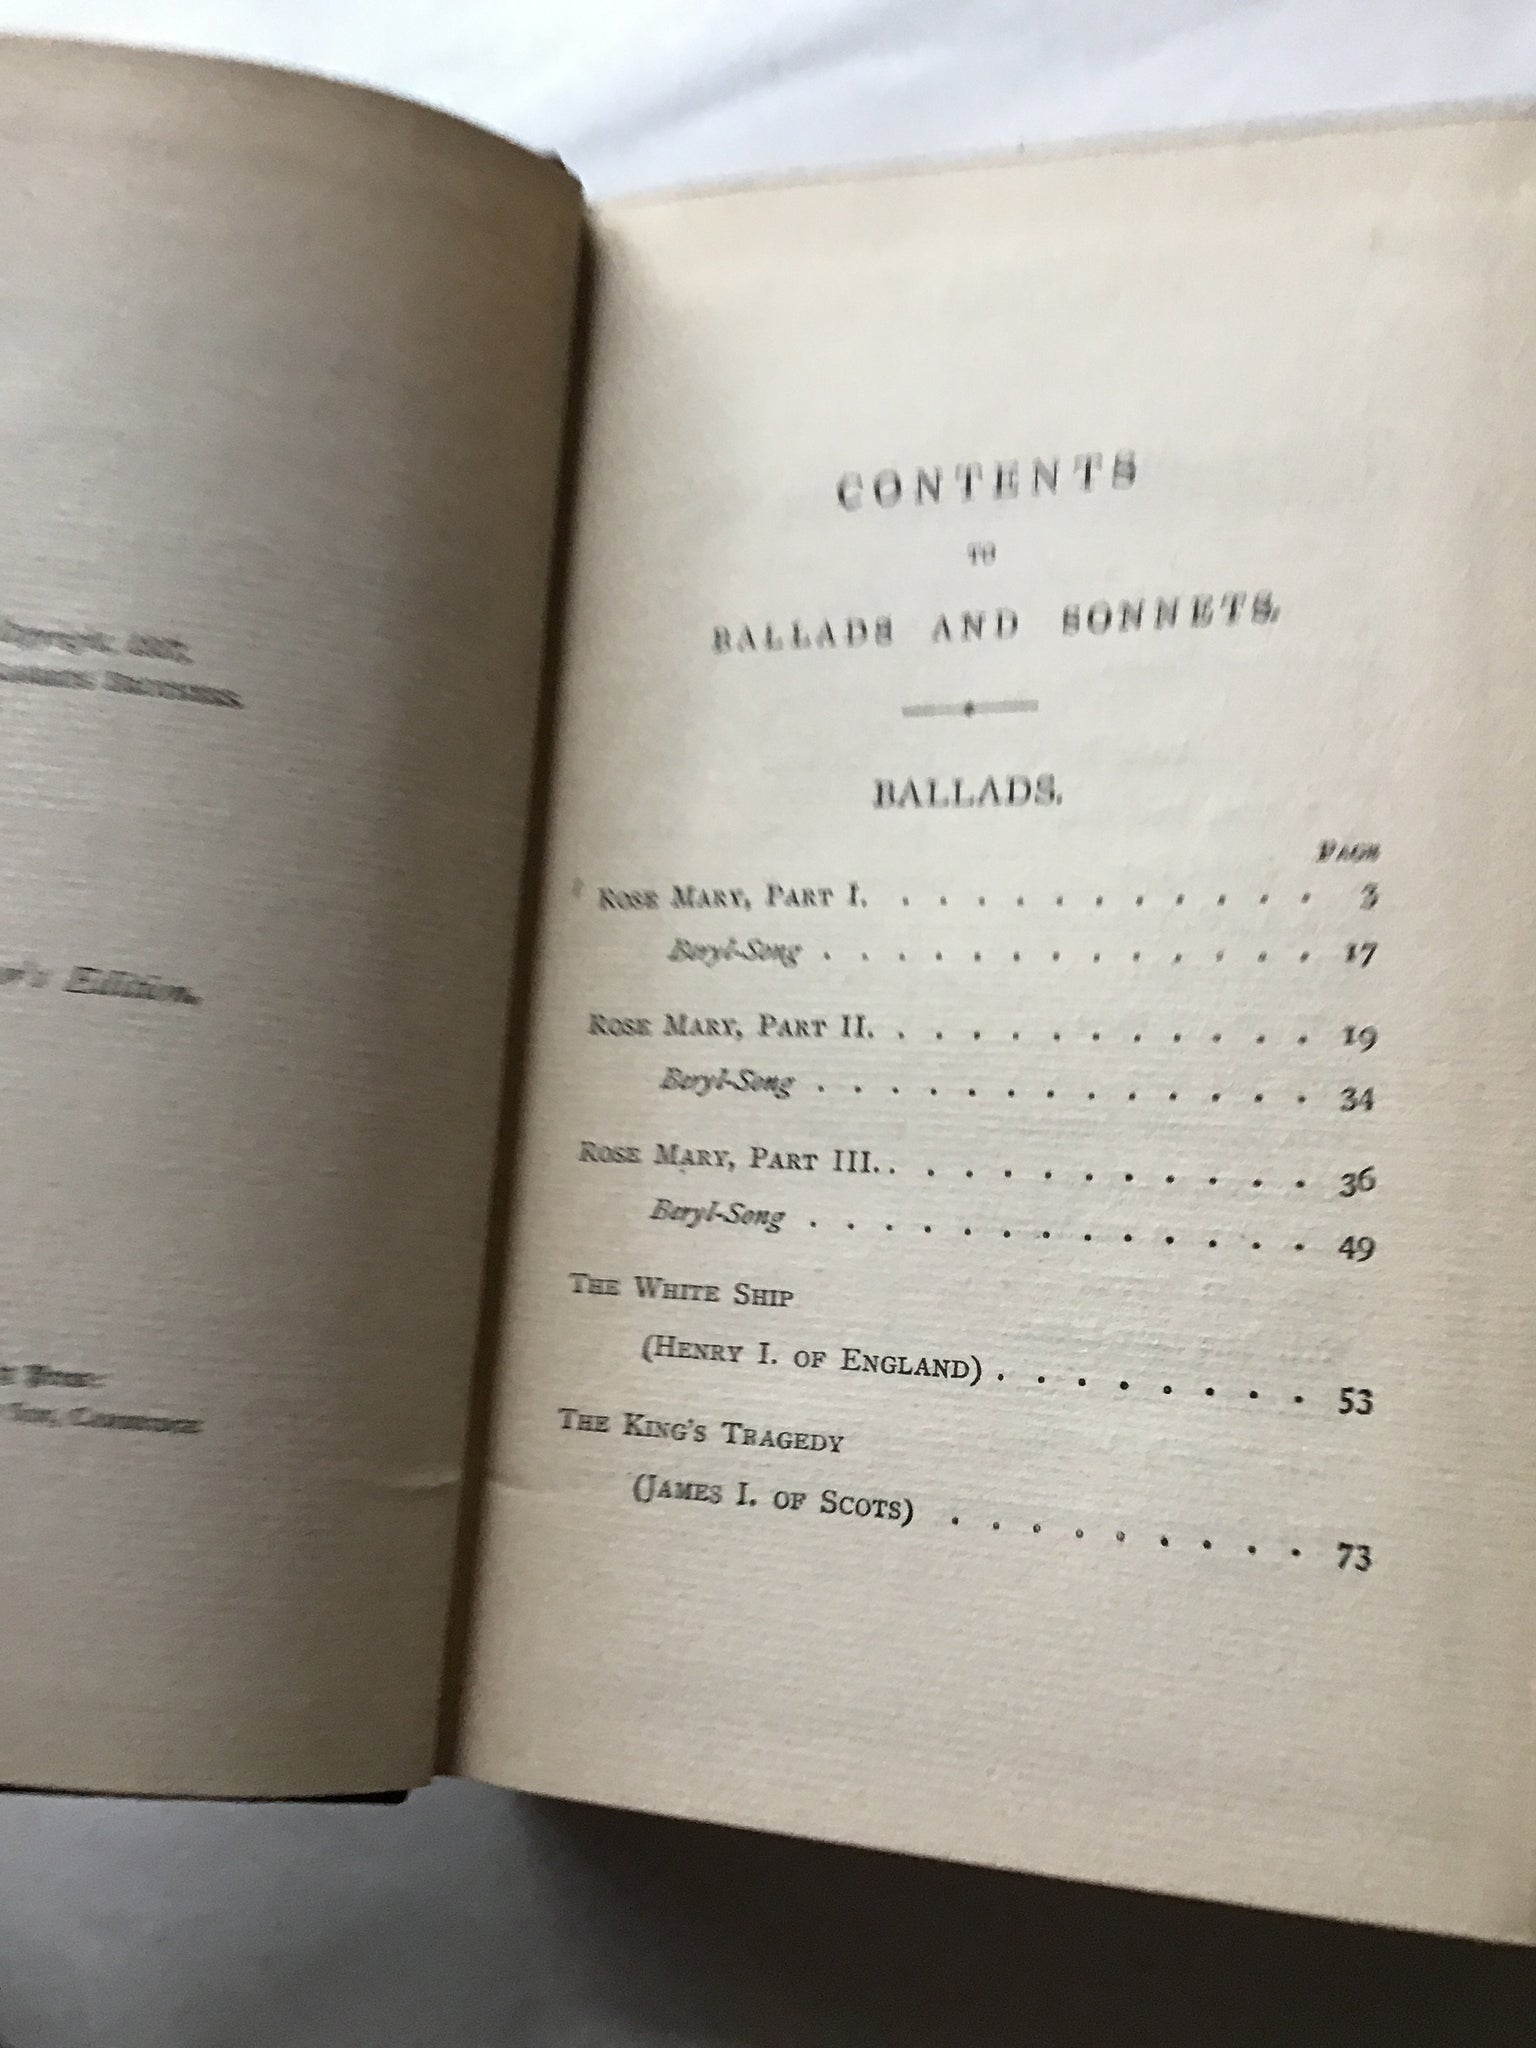 's Edition.
CONTENTS
TO
BALLADS AND SONNETS.
BALLADS.
PAGE
ROSE MARY, PART I. . . . . . . . . . . . . 3
Beryl-Song . . . . . . . . . . . . . . 17
ROSE MARY, PART II. . . . . . . . . . . . 19
Beryl-Song . . . . . . . . . . . . . . 34
ROSE MARY, PART III. . . . . . . . . . . . 36
Beryl-Song . . . . . . . . . . . . . . 49
THE WHITE SHIP
(HENRY I. OF ENGLAND) . . . . . . . . 53
THE KING'S TRAGEDY
(JAMES I. OF SCOTS) . . . . . . . . . 73